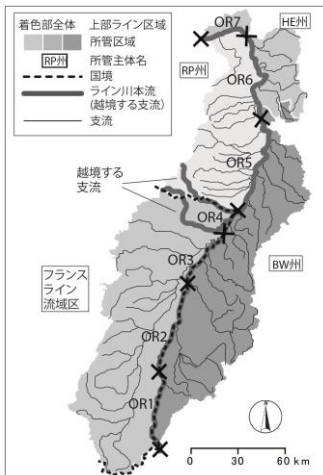 着色部全体 上部ライン区域
所管区域
RP州 所管主体名
国境
ライン川本流
(越境する支流)
支流
OR7
HE州
RP州
OR6
OR5
越境する
支流
OR4
OR3
BW州
フランス
ライン
流域区
OR2
OR1
N
0 30 60 km